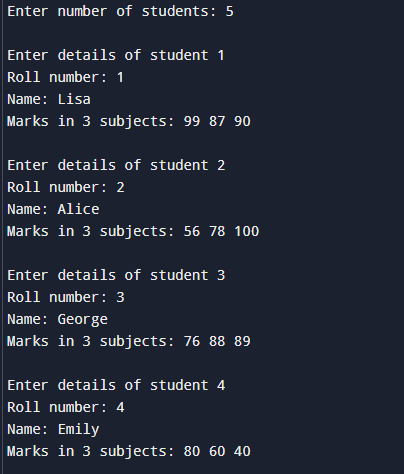 Enter number of students: 5
Enter details of student 1
Roll number: 1
Name: Lisa
Marks in 3 subjects: 99 87 90
Enter details of student 2
Roll number: 2
Name: Alice
Marks in 3 subjects: 56 78 100
Enter details of student 3
Roll number: 3
Name: George
Marks in 3 subjects: 76 88 89
Enter details of student 4
Roll number: 4
Name: Emily
Marks in 3 subjects: 80 60 40